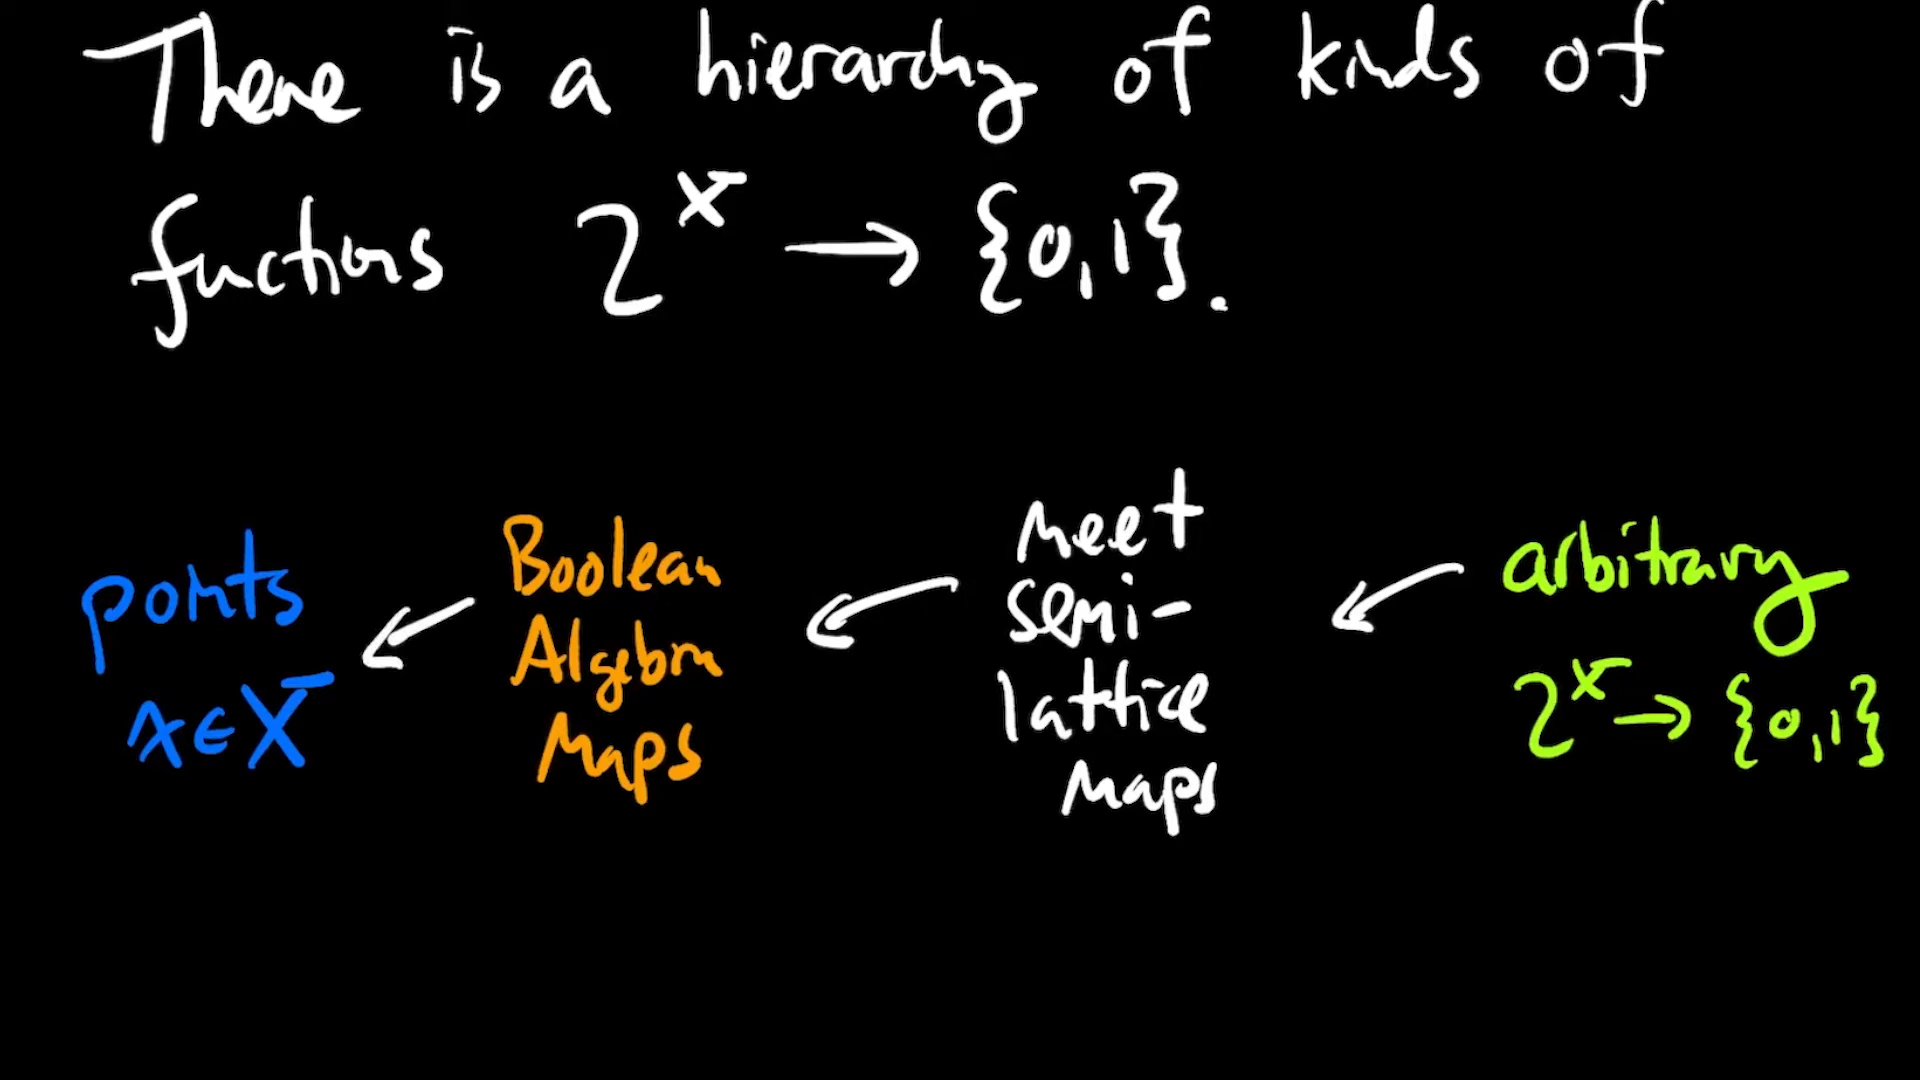 There is a hierarchy of kinds of
fuctions 2^X → {0,1}.
points
x∈X
Boolean
Algebra
Maps
meet
semi-
lattice
maps
arbitrary
2^X → {0,1}